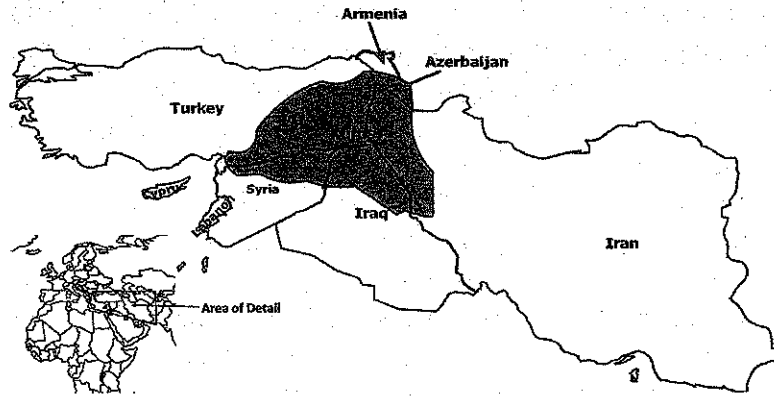 Armenia
Azerbaijan
Turkey
Cyprus
Syria
Lebanon
Iraq
Iran
Area of Detail